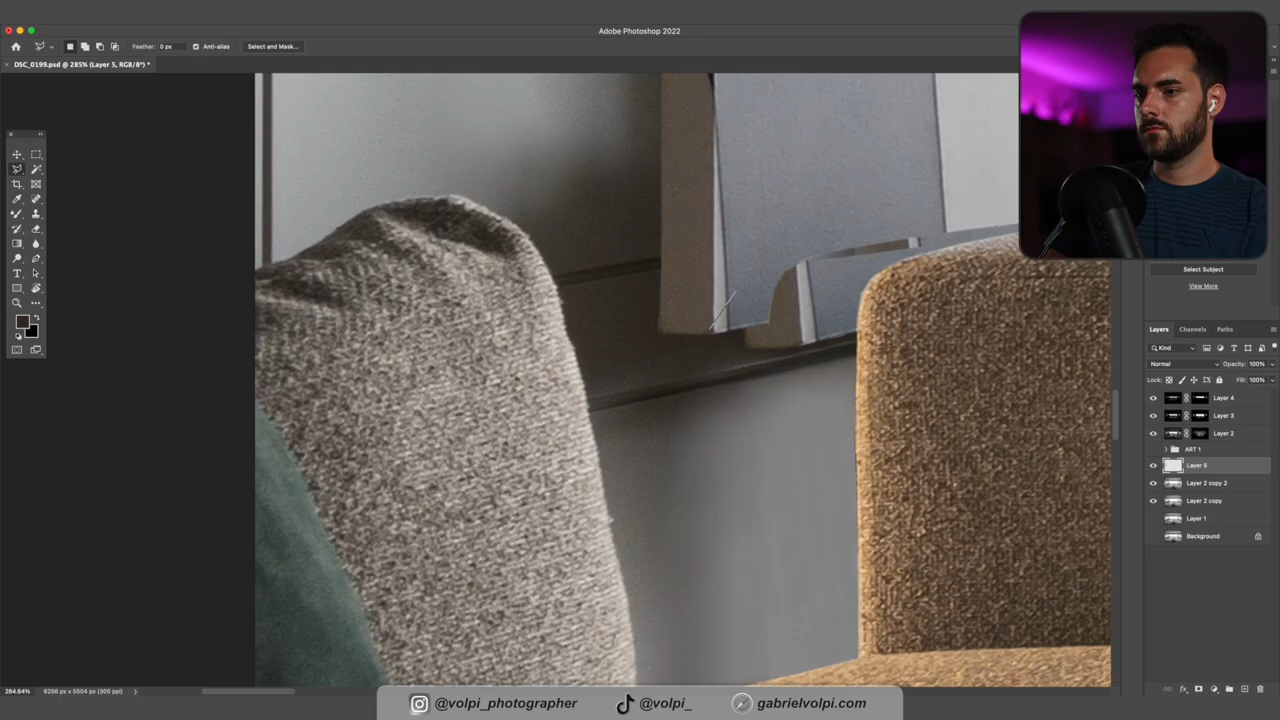 Adobe Photoshop 2022
Feather: 0 px
Anti-alias
Select and Mask...
DSC_0199.psd @ 285% (Layer 5, RGB/8*) *
Select Subject
View More
Layers
Channels
Paths
Kind
Normal
Opacity: 100%
Lock:
Fill: 100%
Layer 4
Layer 3
Layer 2
ART 1
Layer 5
Layer 2 copy 2
Layer 2 copy
Layer 1
Background
284.64%
8256 px x 5504 px (300 ppi)
@volpi_photographer
@volpi_
gabrielvolpi.com